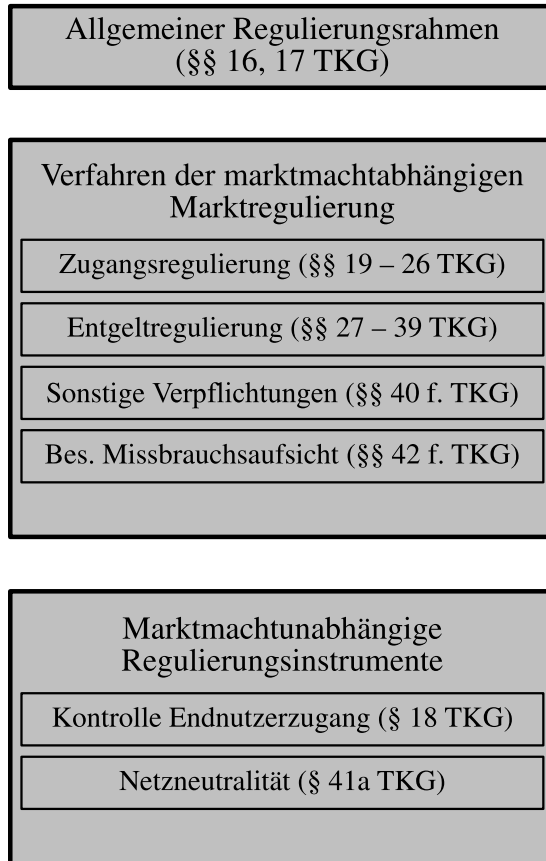 Allgemeiner Regulierungsrahmen
(§§ 16, 17 TKG)
Verfahren der marktmachtabhängigen
Marktregulierung
Zugangsregulierung (§§ 19 – 26 TKG)
Entgeltregulierung (§§ 27 – 39 TKG)
Sonstige Verpflichtungen (§§ 40 f. TKG)
Bes. Missbrauchsaufsicht (§§ 42 f. TKG)
Marktmachtunabhängige
Regulierungsinstrumente
Kontrolle Endnutzerzugang (§ 18 TKG)
Netzneutralität (§ 41a TKG)